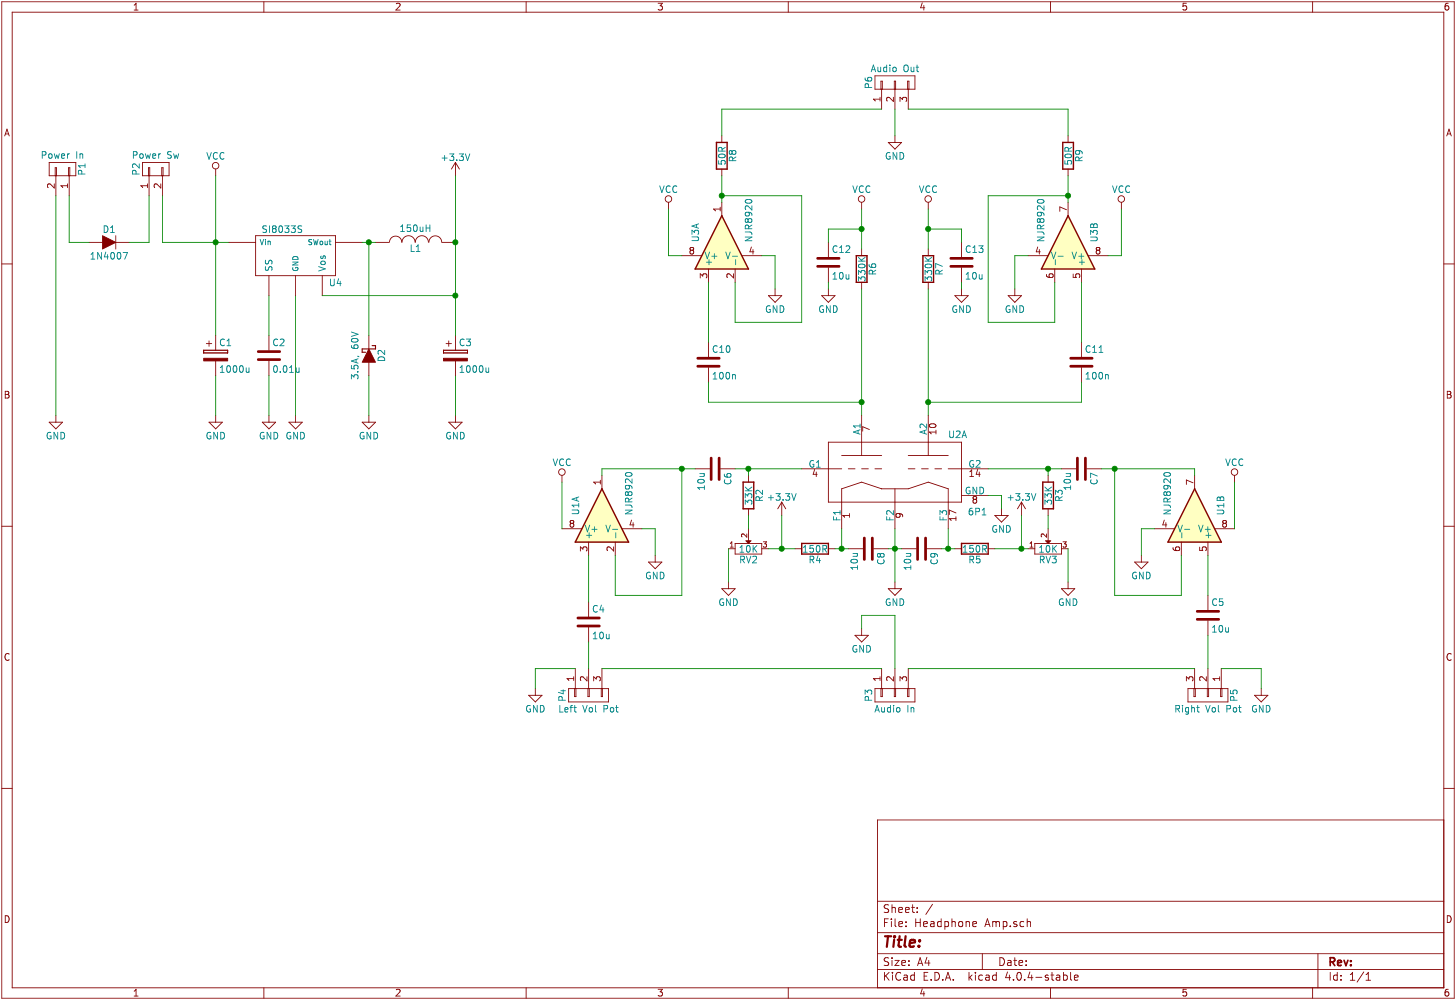 1 2 3 4 5 6
A
B
C
D
A
B
C
D
1 2 3 4 5 6
Power In
P1
2 1
Power Sw
P2
1 2
D1
1N4007
VCC
SI8033S
Vin
SWout
SS
GND
Vos
U4
150uH
L1
+3.3V
C1
1000u
C2
0.01u
3.5A, 60V
D2
C3
1000u
GND
GND
GND
GND
GND
GND
Audio Out
P6
1 2 3
GND
50R
R8
50R
R9
VCC
U3A
NJR8920
1
8
V+
V-
4
3
2
GND
VCC
C12
10u
GND
330K
R6
VCC
330K
R7
C13
10u
GND
NJR8920
U3B
7
4
V-
V+
8
6
5
GND
VCC
C10
100n
C11
100n
A1
7
A2
10
U2A
G1
4
G2
14
GND
8
6P1
GND
F1
1
F2
9
F3
17
VCC
U1A
NJR8920
1
8
V+
V-
4
3
2
GND
10u
C6
33K
R2
+3.3V
1
2
3
10K
RV2
GND
150R
R4
10u
C8
GND
10u
C9
150R
R5
+3.3V
33K
R3
1
2
3
10K
RV3
GND
10u
C7
NJR8920
U1B
7
4
V-
V+
8
6
5
GND
VCC
C4
10u
C5
10u
GND
P4
1 2 3
Left Vol Pot
GND
P3
1 2 3
Audio In
3 2 1
P5
Right Vol Pot
GND
Sheet: /
File: Headphone Amp.sch
Title:
Size: A4
Date:
Rev:
KiCad E.D.A. kicad 4.0.4-stable
Id: 1/1